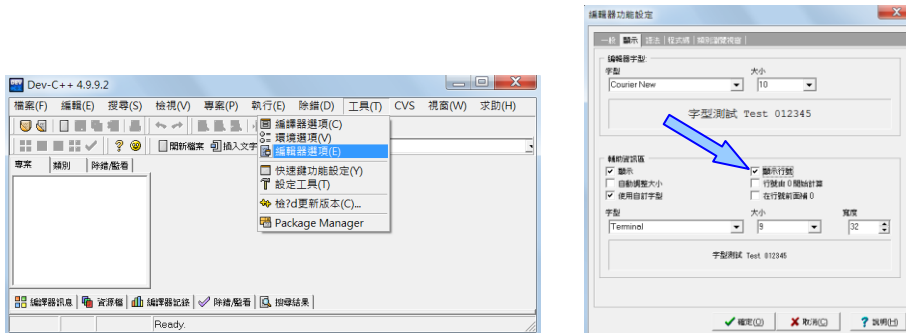 Dev-C++ 4.9.9.2
檔案(F) 編輯(E) 搜尋(S) 檢視(V) 專案(P) 執行(E) 除錯(D) 工具(T) CVS 視窗(W) 求助(H)
編譯器選項(C)
環境選項(V)
編輯器選項(E)
快速鍵功能設定(Y)
設定工具(T)
檢?d更新版本(C)...
Package Manager
開新檔案 插入文字
專案 類別 除錯/監看
編譯器訊息 資源檔 編譯器記錄 除錯/監看 搜尋結果
Ready.
編輯器功能設定
一般 顯示 語法 程式碼 類別瀏覽視窗
編輯器字型:
字型 大小
Courier New 10
字型測試 Test 012345
輔助資訊區
顯示 顯示行號
自動調整大小 行號由 0 開始計算
使用自訂字型 在行號前面補 0
字型 大小 寬度
Terminal 9 32
字型測試 Test 012345
確定(O) 取消(C) 說明(H)